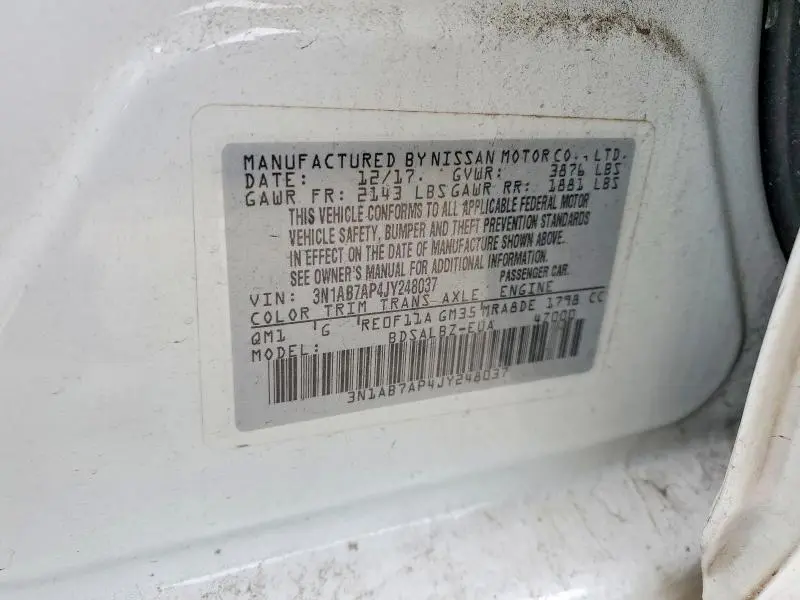 MANUFACTURED BY NISSAN MOTOR CO., LTD.
DATE: 12/17. GVWR: 3876 LBS
GAWR FR: 2143 LBS GAWR RR: 1881 LBS
THIS VEHICLE CONFORMS TO ALL APPLICABLE FEDERAL MOTOR
VEHICLE SAFETY, BUMPER AND THEFT PREVENTION STANDARDS
IN EFFECT ON THE DATE OF MANUFACTURE SHOWN ABOVE.
SEE OWNER'S MANUAL FOR ADDITIONAL INFORMATION.
VIN: 3N1AB7AP4JY248037 PASSENGER CAR
COLOR TRIM TRANS AXLE ENGINE
QM1 G RE0F11A GM35 MRA8DE 1798 CC
MODEL: BDSALBZ-EUA 47000
3N1AB7AP4JY248037